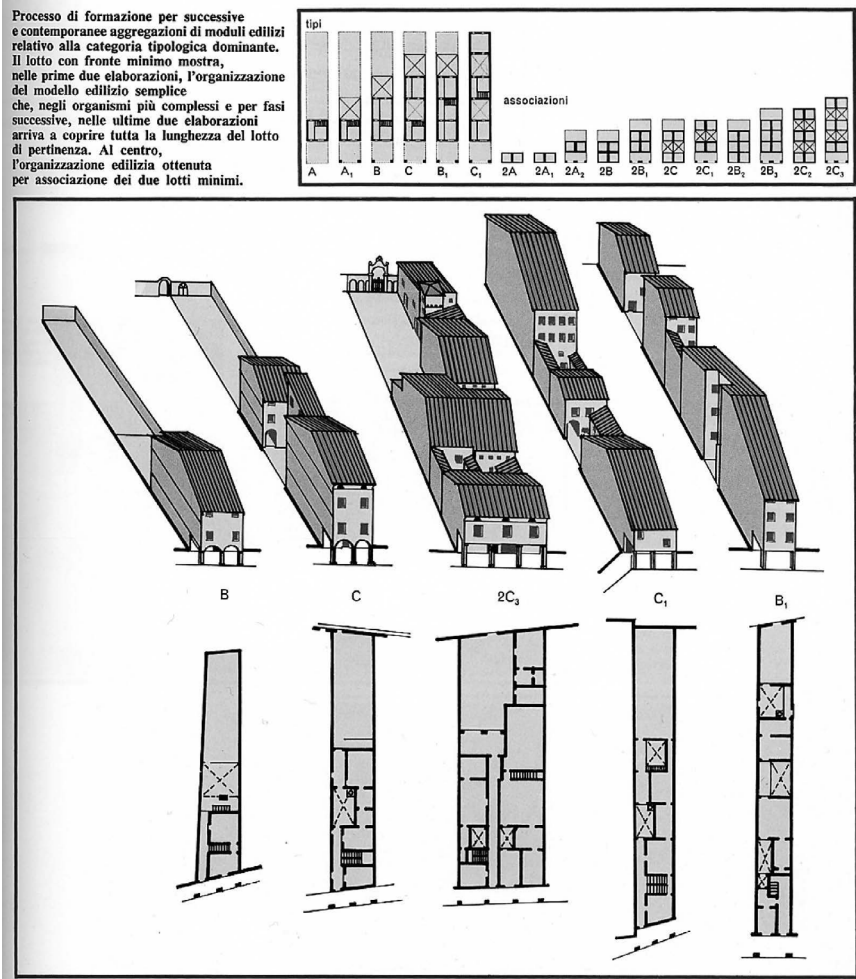 Processo di formazione per successive
e contemporanee aggregazioni di moduli edilizi
relativo alla categoria tipologica dominante.
Il lotto con fronte minimo mostra,
nelle prime due elaborazioni, l'organizzazione
del modello edilizio semplice
che, negli organismi più complessi e per fasi
successive, nelle ultime due elaborazioni
arriva a coprire tutta la lunghezza del lotto
di pertinenza. Al centro,
l'organizzazione edilizia ottenuta
per associazione dei due lotti minimi.
tipi
associazioni
A A₁ B C B₁ C₁ 2A 2A₁ 2A₂ 2B 2B₁ 2C 2C₁ 2B₂ 2B₃ 2C₂ 2C₃
B C 2C₃ C₁ B₁